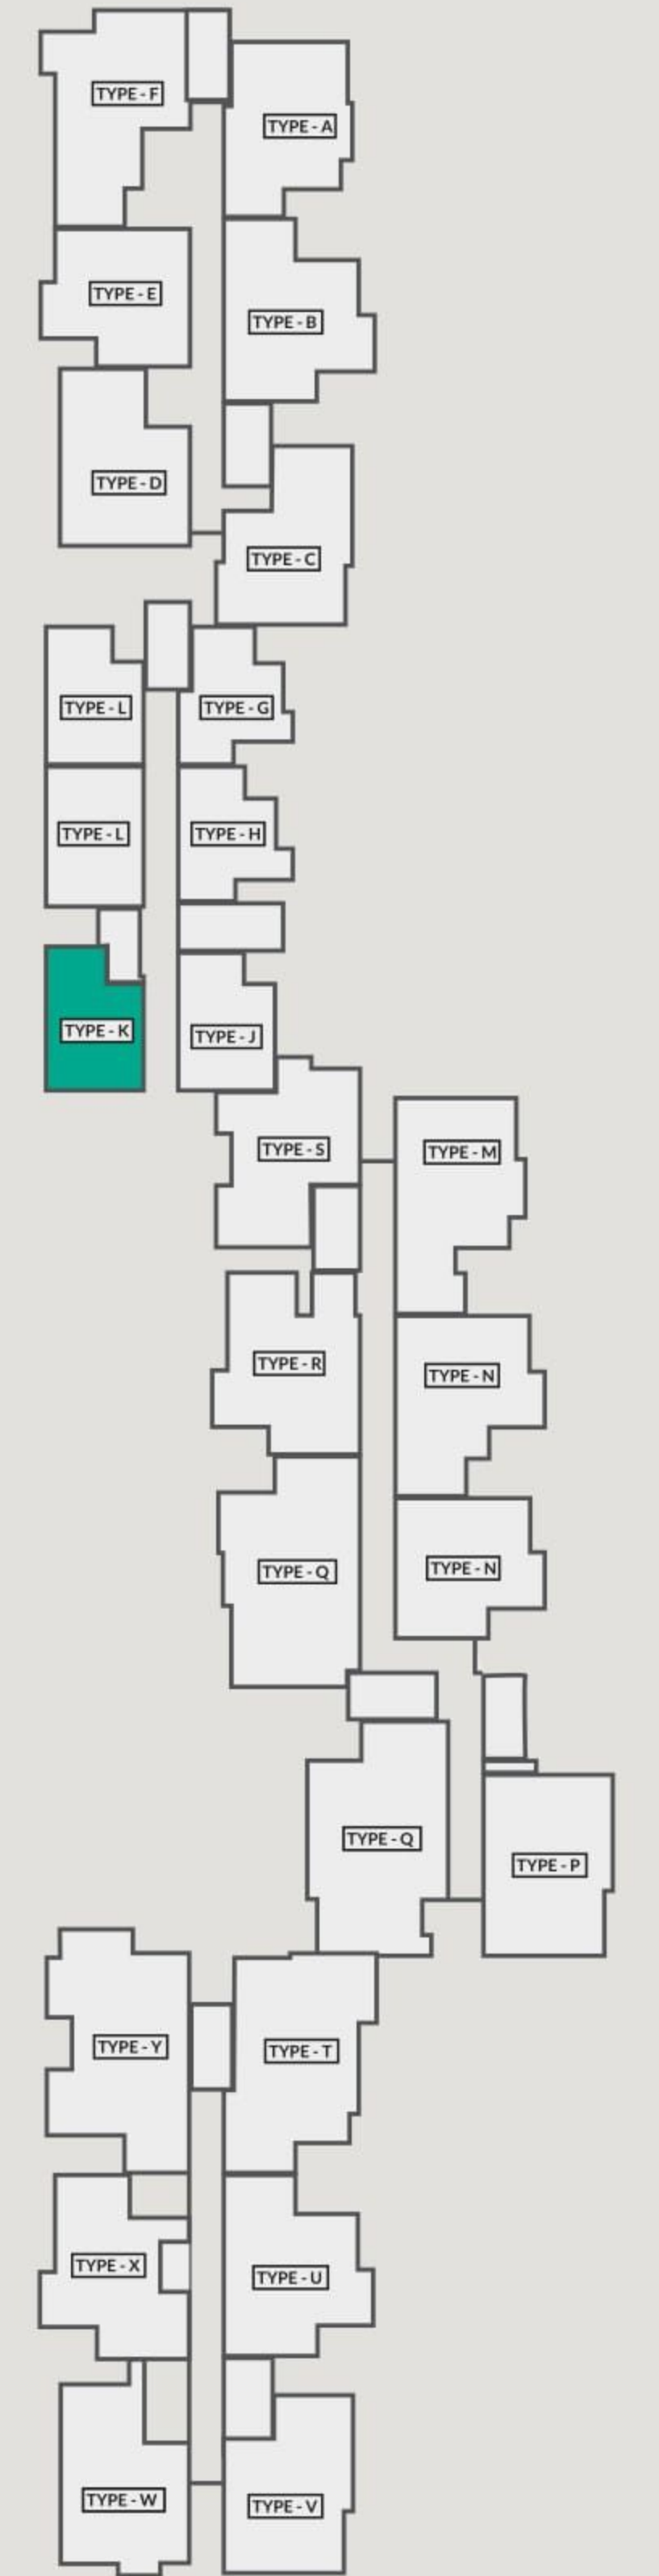 TYPE - F
TYPE - A
TYPE - E
TYPE - B
TYPE - D
TYPE - C
TYPE - L
TYPE - G
TYPE - L
TYPE - H
TYPE - K
TYPE - J
TYPE - S
TYPE - M
TYPE - R
TYPE - N
TYPE - Q
TYPE - N
TYPE - Q
TYPE - P
TYPE - Y
TYPE - T
TYPE - X
TYPE - U
TYPE - W
TYPE - V